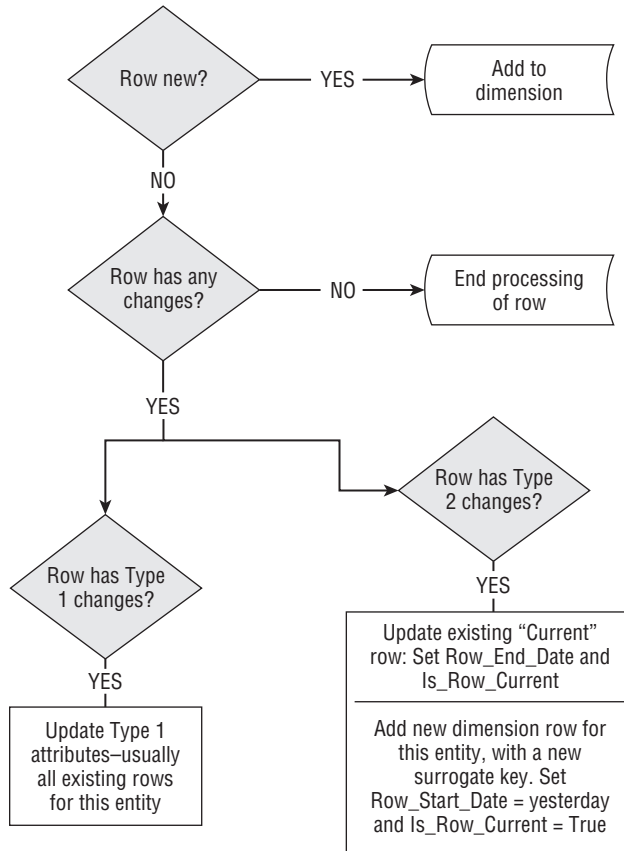 Row new?
YES
Add to
dimension
NO
Row has any
changes?
NO
End processing
of row
YES
Row has Type
2 changes?
Row has Type
1 changes?
YES
YES
Update existing “Current”
row: Set Row_End_Date and
Is_Row_Current
Update Type 1
attributes–usually
all existing rows
for this entity
Add new dimension row for
this entity, with a new
surrogate key. Set
Row_Start_Date = yesterday
and Is_Row_Current = True